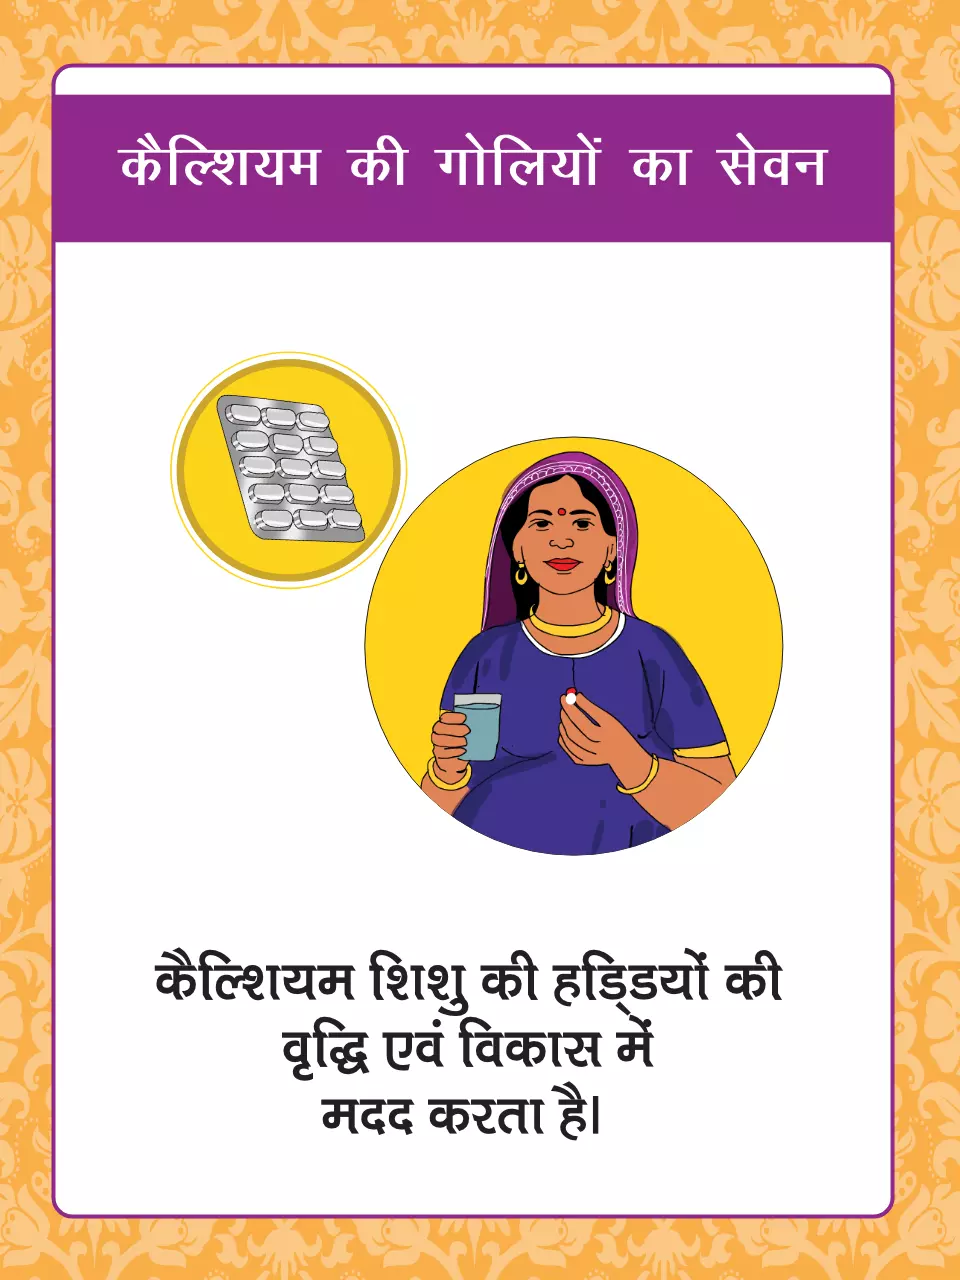 कैल्शियम की गोलियों का सेवन
कैल्शियम शिशु की हड्डियों की
वृद्धि एवं विकास में
मदद करता है।